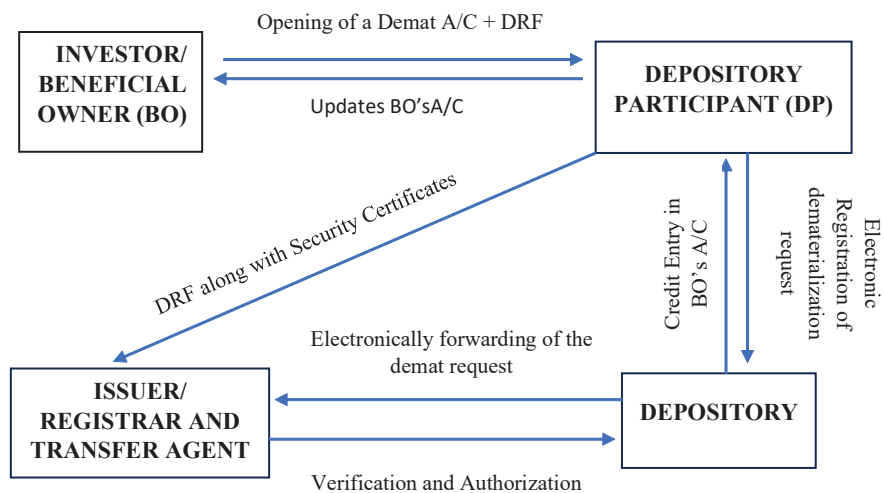 Opening of a Demat A/C + DRF
INVESTOR/
BENEFICIAL
OWNER (BO)
DEPOSITORY
PARTICIPANT (DP)
Updates BO'sA/C
DRF along with Security Certificates
Credit Entry in
BO's A/C
Electronic
Registration of
dematerialization
request
Electronically forwarding of the
demat request
ISSUER/
REGISTRAR AND
TRANSFER AGENT
DEPOSITORY
Verification and Authorization